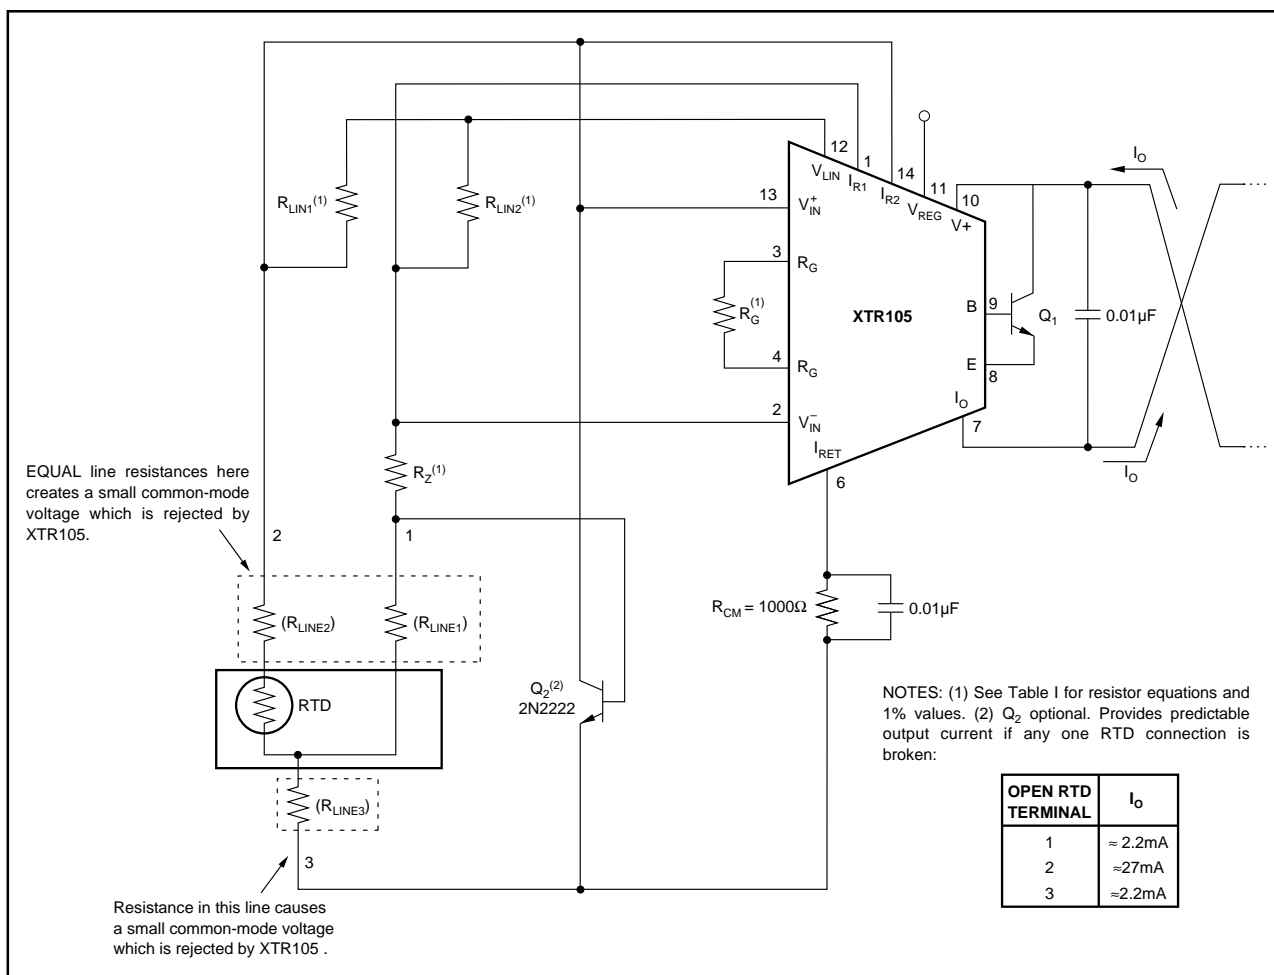 12
1
14
11
10
V_LIN
I_R1
I_R2
V_REG
V+
I_O
R_LIN1^(1)
R_LIN2^(1)
13
V_IN^+
3
R_G
R_G^(1)
XTR105
B
9
Q_1
0.01µF
4
R_G
E
8
2
V_IN^−
I_O
7
I_RET
I_O
6
EQUAL line resistances here
creates a small common-mode
voltage which is rejected by
XTR105.
R_Z^(1)
2
1
(R_LINE2)
(R_LINE1)
R_CM = 1000Ω
0.01µF
RTD
Q_2^(2)
2N2222
(R_LINE3)
3
Resistance in this line causes
a small common-mode voltage
which is rejected by XTR105 .
NOTES: (1) See Table I for resistor equations and
1% values. (2) Q_2 optional. Provides predictable
output current if any one RTD connection is
broken:
OPEN RTD
TERMINAL
I_O
1 ≈ 2.2mA
2 ≈27mA
3 ≈2.2mA